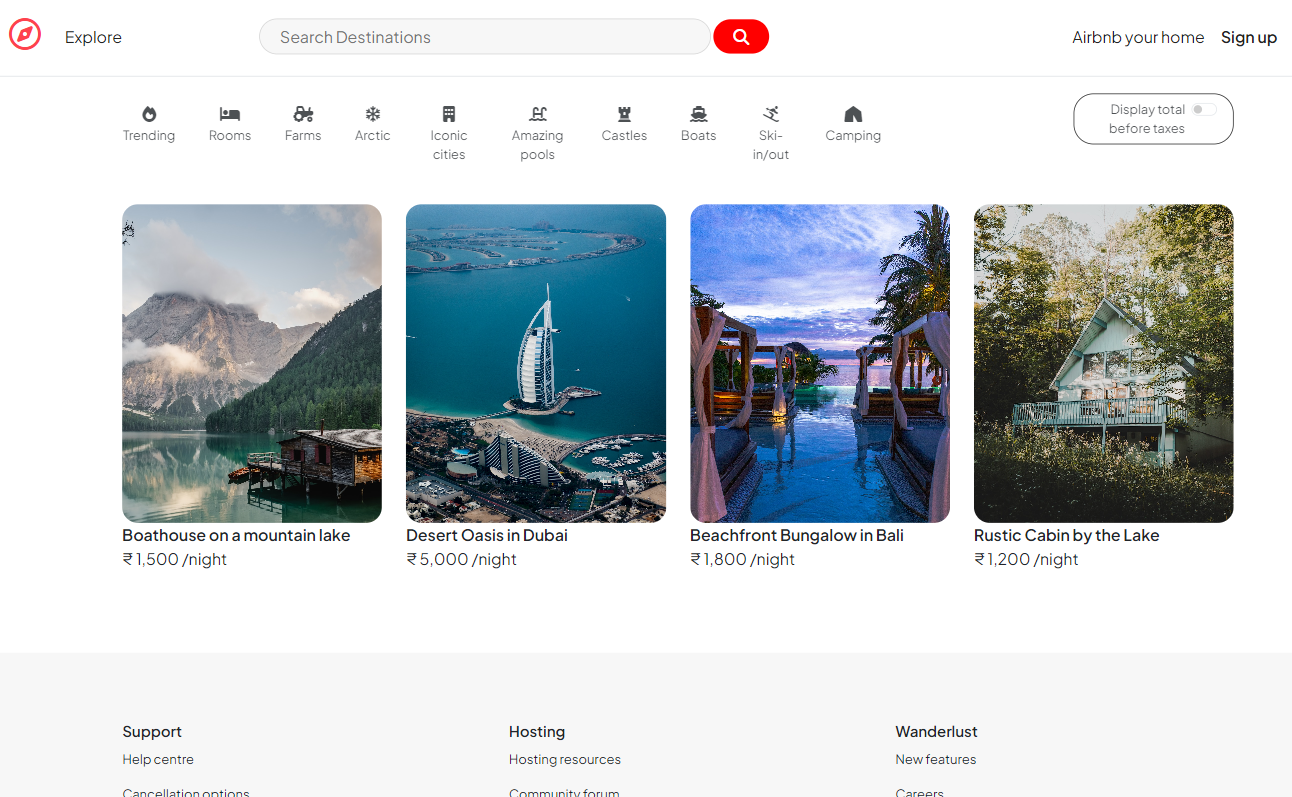 Explore
Search Destinations
Airbnb your home
Sign up
Trending
Rooms
Farms
Arctic
Iconic
cities
Amazing
pools
Castles
Boats
Ski-
in/out
Camping
Display total
before taxes
Boathouse on a mountain lake
₹ 1,500 /night
Desert Oasis in Dubai
₹ 5,000 /night
Beachfront Bungalow in Bali
₹ 1,800 /night
Rustic Cabin by the Lake
₹ 1,200 /night
Support
Hosting
Wanderlust
Help centre
Hosting resources
New features
Cancellation options
Community forum
Careers